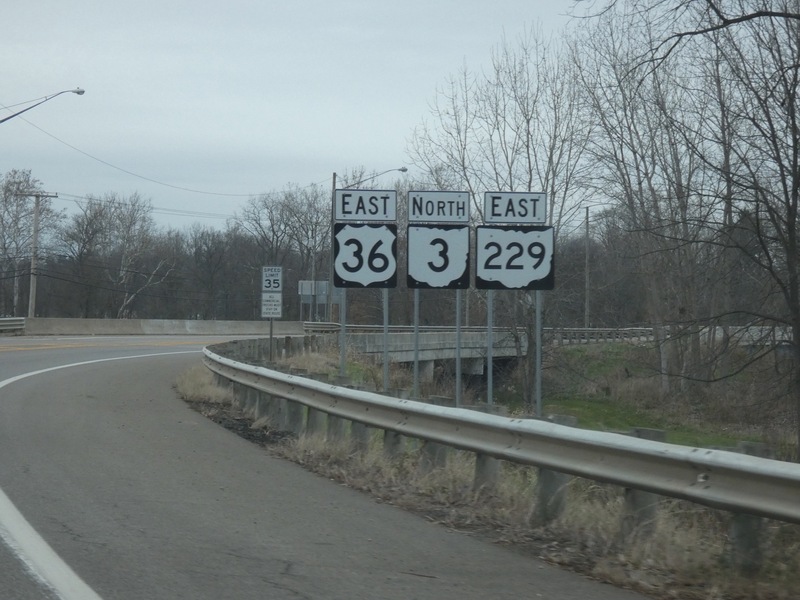 EAST
36
NORTH
3
EAST
229
SPEED
LIMIT
35